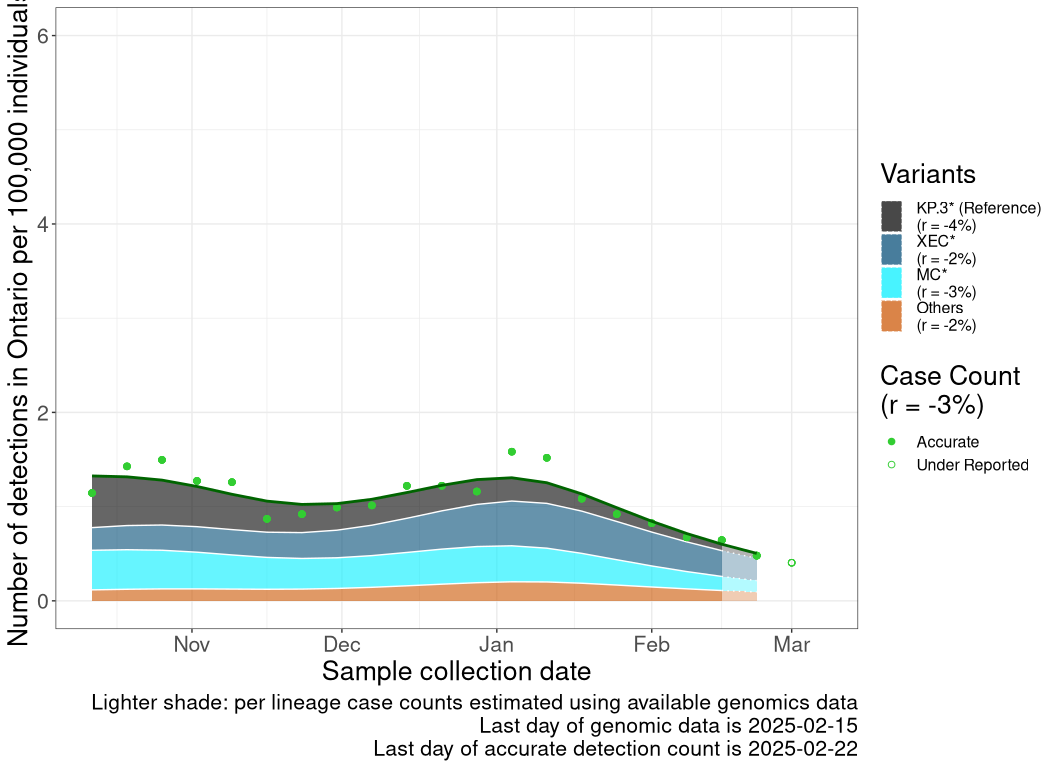 Number of detections in Ontario per 100,000 individuals
6
4
2
0
Nov
Dec
Jan
Feb
Mar
Sample collection date
Lighter shade: per lineage case counts estimated using available genomics data
Last day of genomic data is 2025-02-15
Last day of accurate detection count is 2025-02-22
Variants
KP.3* (Reference)
(r = -4%)
XEC*
(r = -2%)
MC*
(r = -3%)
Others
(r = -2%)
Case Count
(r = -3%)
Accurate
Under Reported